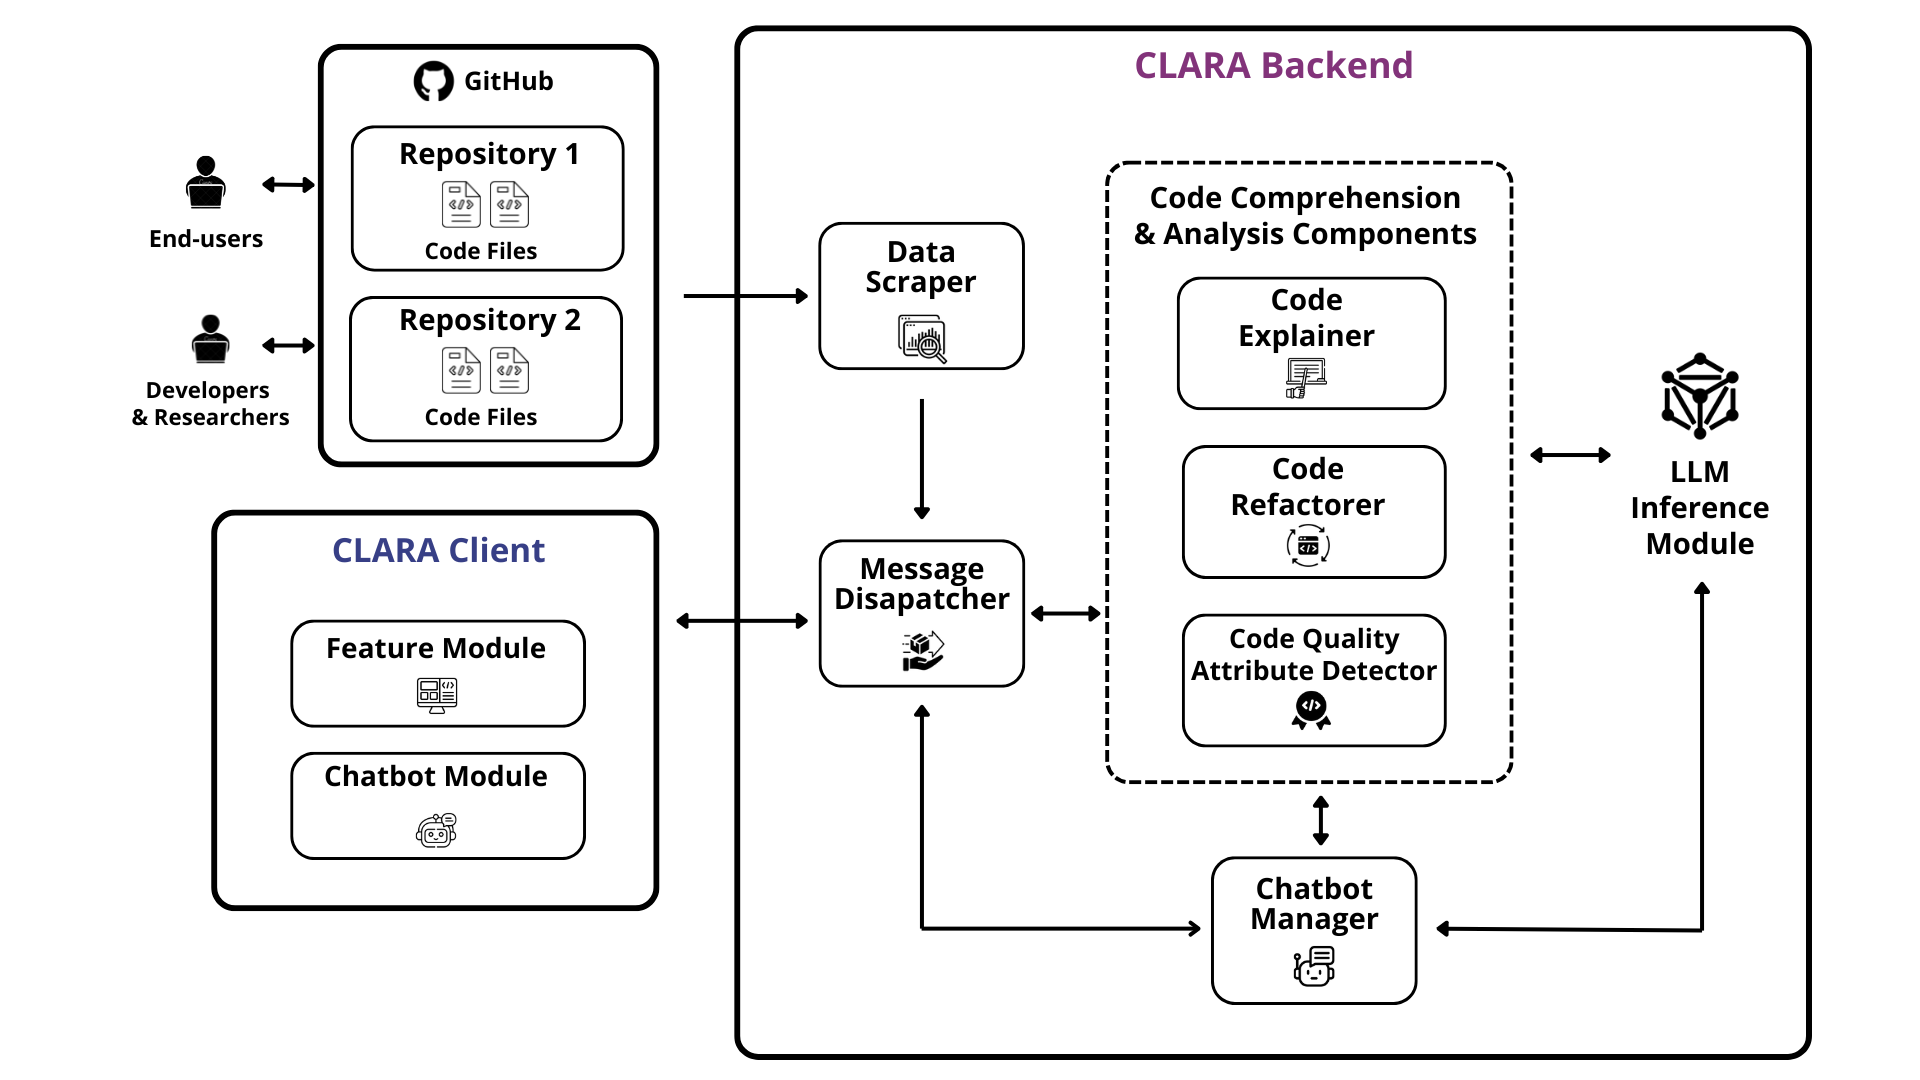 GitHub
Repository 1
Code Files
Repository 2
Code Files
End-users
Developers
& Researchers
CLARA Client
Feature Module
Chatbot Module
CLARA Backend
Data
Scraper
Message
Disapatcher
Code Comprehension
& Analysis Components
Code
Explainer
Code
Refactorer
Code Quality
Attribute Detector
LLM
Inference
Module
Chatbot
Manager